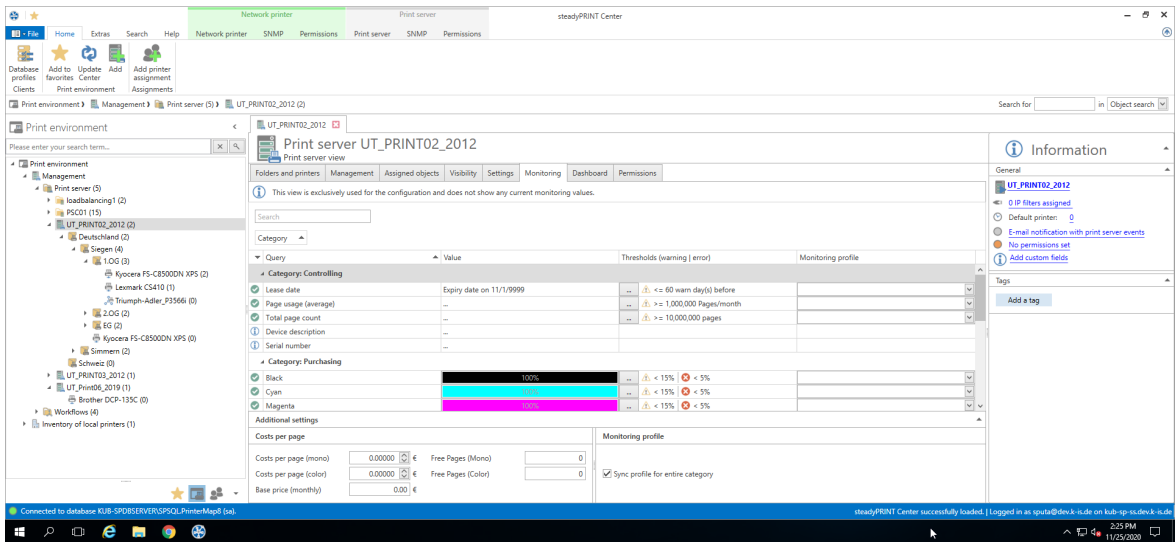 Network printer
Print server
steadyPRINT Center
File Home Extras Search Help Network printer SNMP Permissions Print server SNMP Permissions
Database profiles
Add to favorites
Update Center
Add
Add printer assignment
Clients Print environment Assignments
Print environment Management Print server (5) UT_PRINT02_2012 (2)
Search for in Object search
Print environment
Please enter your search term...
Print environment
Management
Print server (5)
loadbalancing1 (2)
PSC01 (15)
UT_PRINT02_2012 (2)
Deutschland (2)
Siegen (4)
1.OG (3)
Kyocera FS-C8500DN XPS (2)
Lexmark CS410 (1)
Triumph-Adler_P3566i (0)
2.OG (2)
EG (2)
Kyocera FS-C8500DN XPS (0)
Simmern (2)
Schweiz (0)
UT_PRINT03_2012 (1)
UT_Print06_2019 (1)
Brother DCP-135C (0)
Workflows (4)
Inventory of local printers (1)
UT_PRINT02_2012
Print server UT_PRINT02_2012
Print server view
Folders and printers Management Assigned objects Visibility Settings Monitoring Dashboard Permissions
This view is exclusively used for the configuration and does not show any current monitoring values.
Search
Category
Query Value Thresholds (warning | error) Monitoring profile
Category: Controlling
Lease date Expiry date on 11/1/9999 ... <= 60 warn day(s) before
Page usage (average) ... ... >= 1,000,000 Pages/month
Total page count ... ... >= 10,000,000 pages
Device description ...
Serial number ...
Category: Purchasing
Black 100% ... < 15% < 5%
Cyan ... < 15% < 5%
Magenta 100% ... < 15% < 5%
Additional settings
Costs per page
Monitoring profile
Costs per page (mono) 0.00000 € Free Pages (Mono) 0
Costs per page (color) 0.00000 € Free Pages (Color) 0
Sync profile for entire category
Base price (monthly) 0.00 €
Information
General
UT_PRINT02_2012
0 IP filters assigned
Default printer: 0
E-mail notification with print server events
No permissions set
Add custom fields
Tags
Add a tag
Connected to database KUB-SPDBSERVER\SPSQL.PrinterMap8 (sa).
steadyPRINT Center successfully loaded. | Logged in as sputa@dev.k-is.de on kub-sp-ss.dev.k-is.de
2:25 PM
11/25/2020